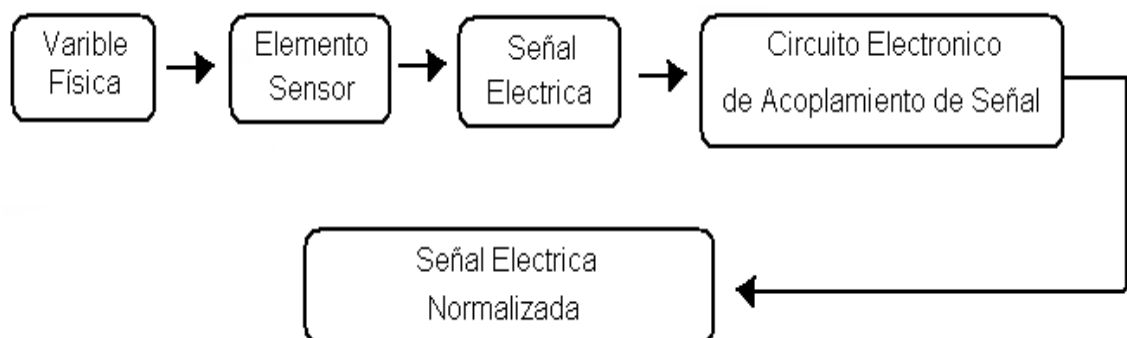 Varible
Física
Elemento
Sensor
Señal
Electrica
Circuito Electronico
de Acoplamiento de Señal
Señal Electrica
Normalizada